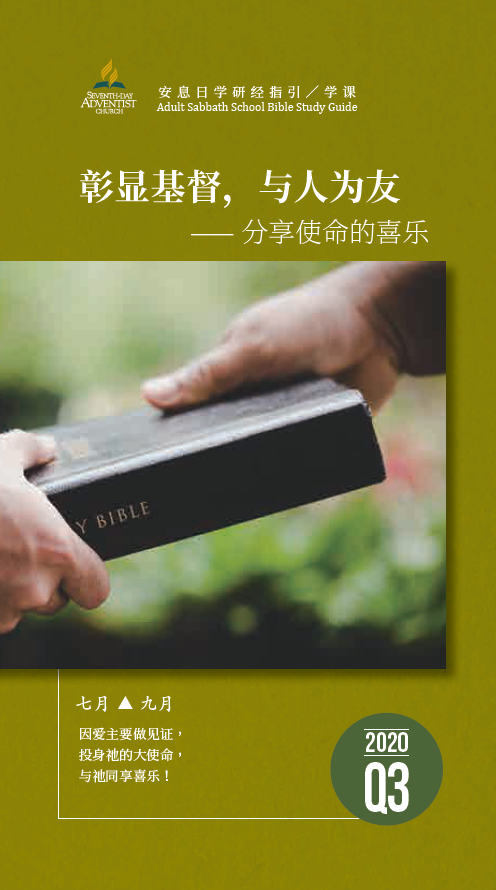 SEVENTH-DAY
ADVENTIST
CHURCH
安息日学研经指引／学课
Adult Sabbath School Bible Study Guide
彰显基督，与人为友
—— 分享使命的喜乐
Y BIBLE
七月 ▲ 九月
因爱主要做见证，
投身祂的大使命，
与祂同享喜乐！
2020
Q3